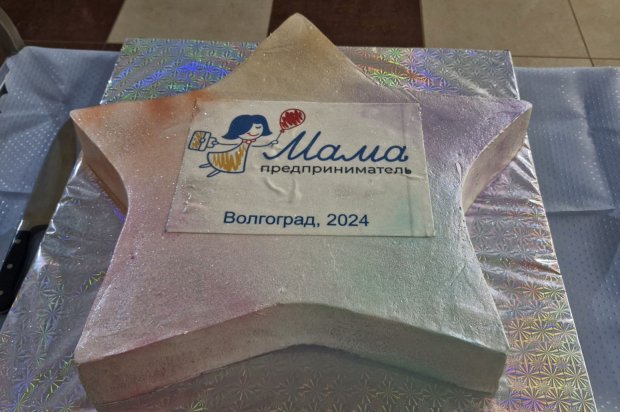 Мама
предприниматель
Волгоград, 2024